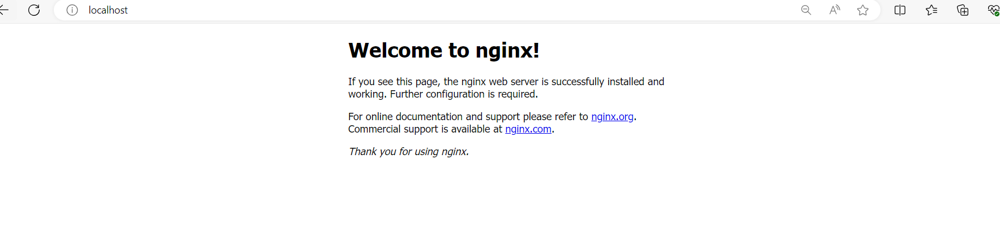 localhost
Welcome to nginx!
If you see this page, the nginx web server is successfully installed and
working. Further configuration is required.
For online documentation and support please refer to nginx.org.
Commercial support is available at nginx.com.
Thank you for using nginx.